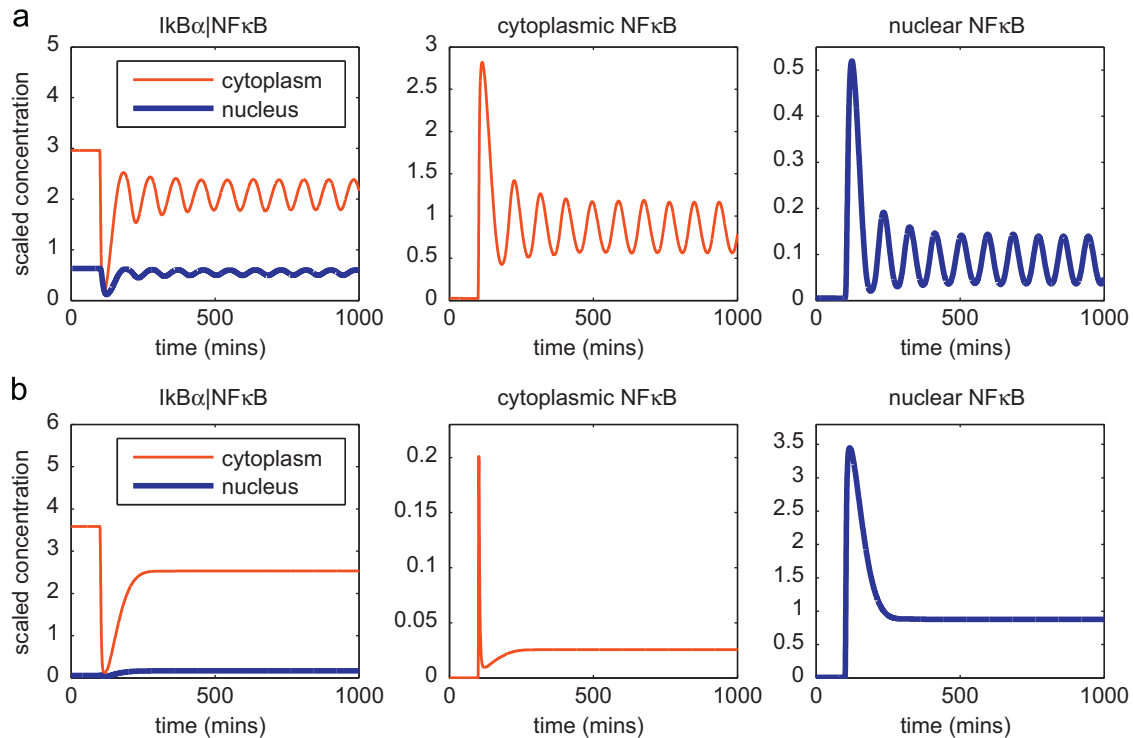 a
IkBα|NFκB
cytoplasmic NFκB
nuclear NFκB
scaled concentration
5
4
3
2
1
0
cytoplasm
nucleus
0 500 1000
time (mins)
3
2.5
2
1.5
1
0.5
0
0 500 1000
time (mins)
0.5
0.4
0.3
0.2
0.1
0
0 500 1000
time (mins)
b
IkBα|NFκB
cytoplasmic NFκB
nuclear NFκB
scaled concentration
6
5
4
3
2
1
0
cytoplasm
nucleus
0 500 1000
time (mins)
0.2
0.15
0.1
0.05
0
0 500 1000
time (mins)
3.5
3
2.5
2
1.5
1
0.5
0
0 500 1000
time (mins)